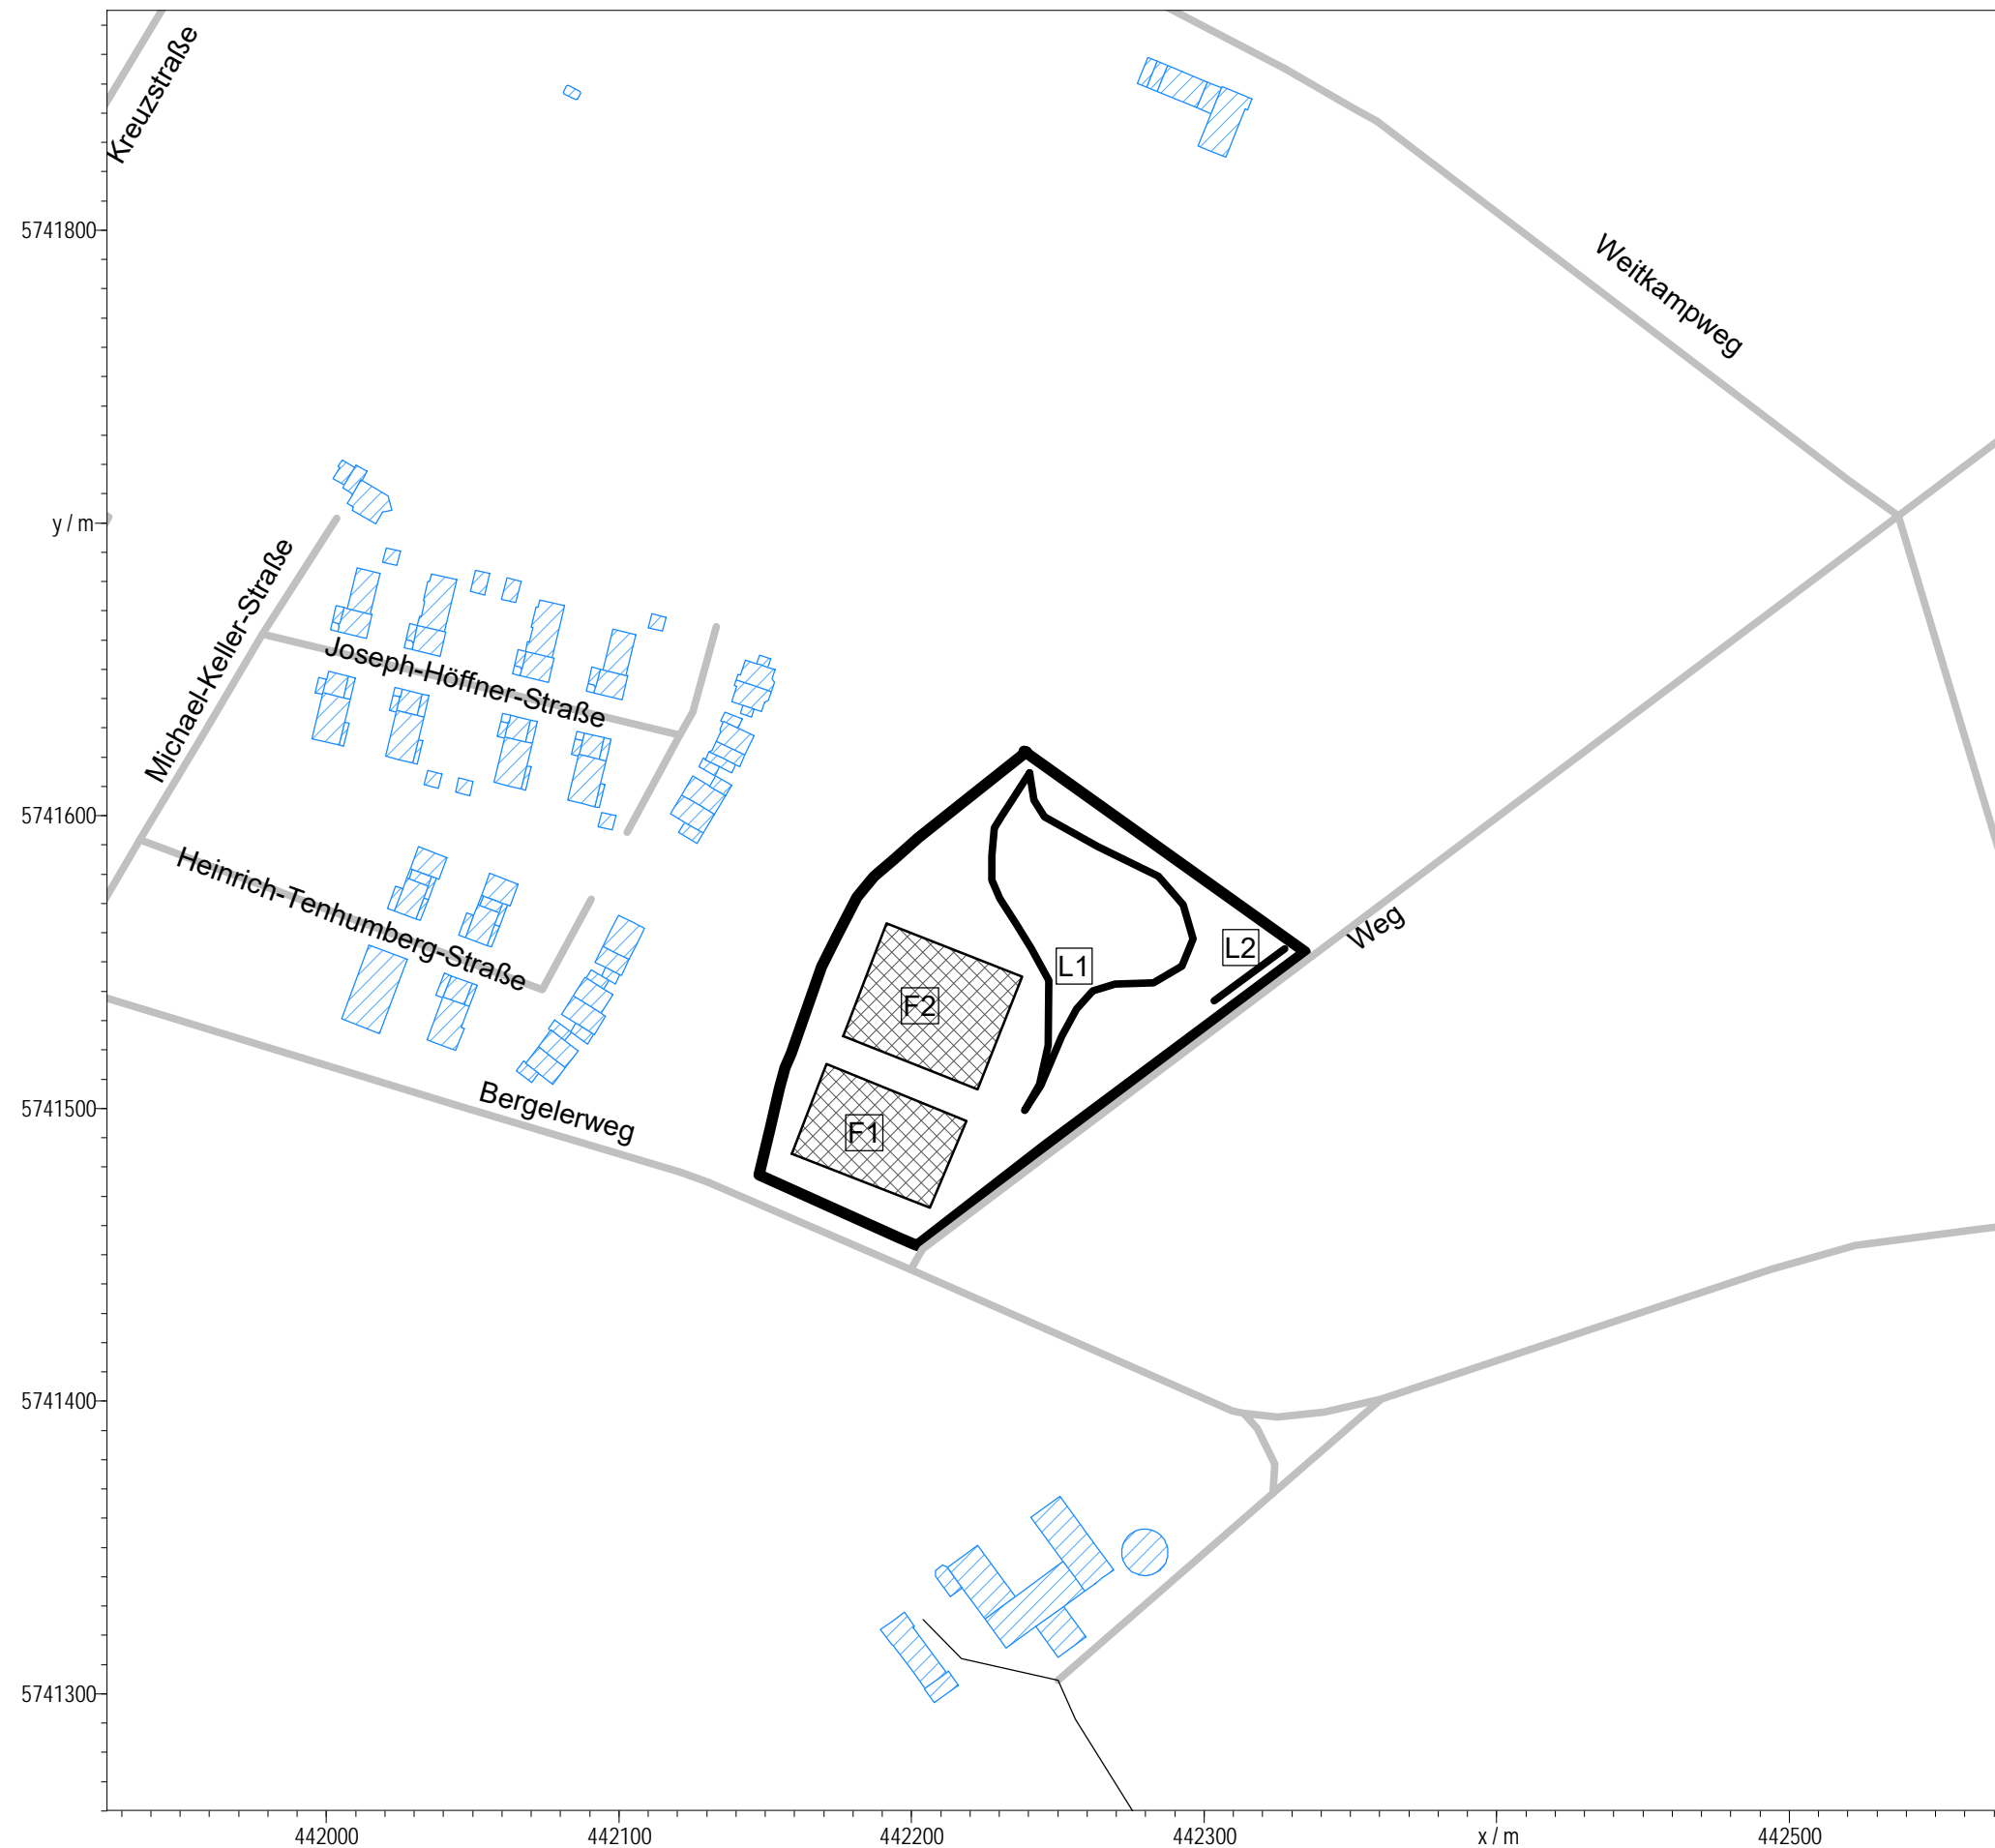 Kreuzstraße
5741800
Weitkampweg
y / m
Michael-Keller-Straße
Joseph-Höffner-Straße
5741600
Heinrich-Tenhumberg-Straße
Weg
L2
L1
F2
5741500
Bergelerweg
F1
5741400
5741300
442000
442100
442200
442300
x / m
442500